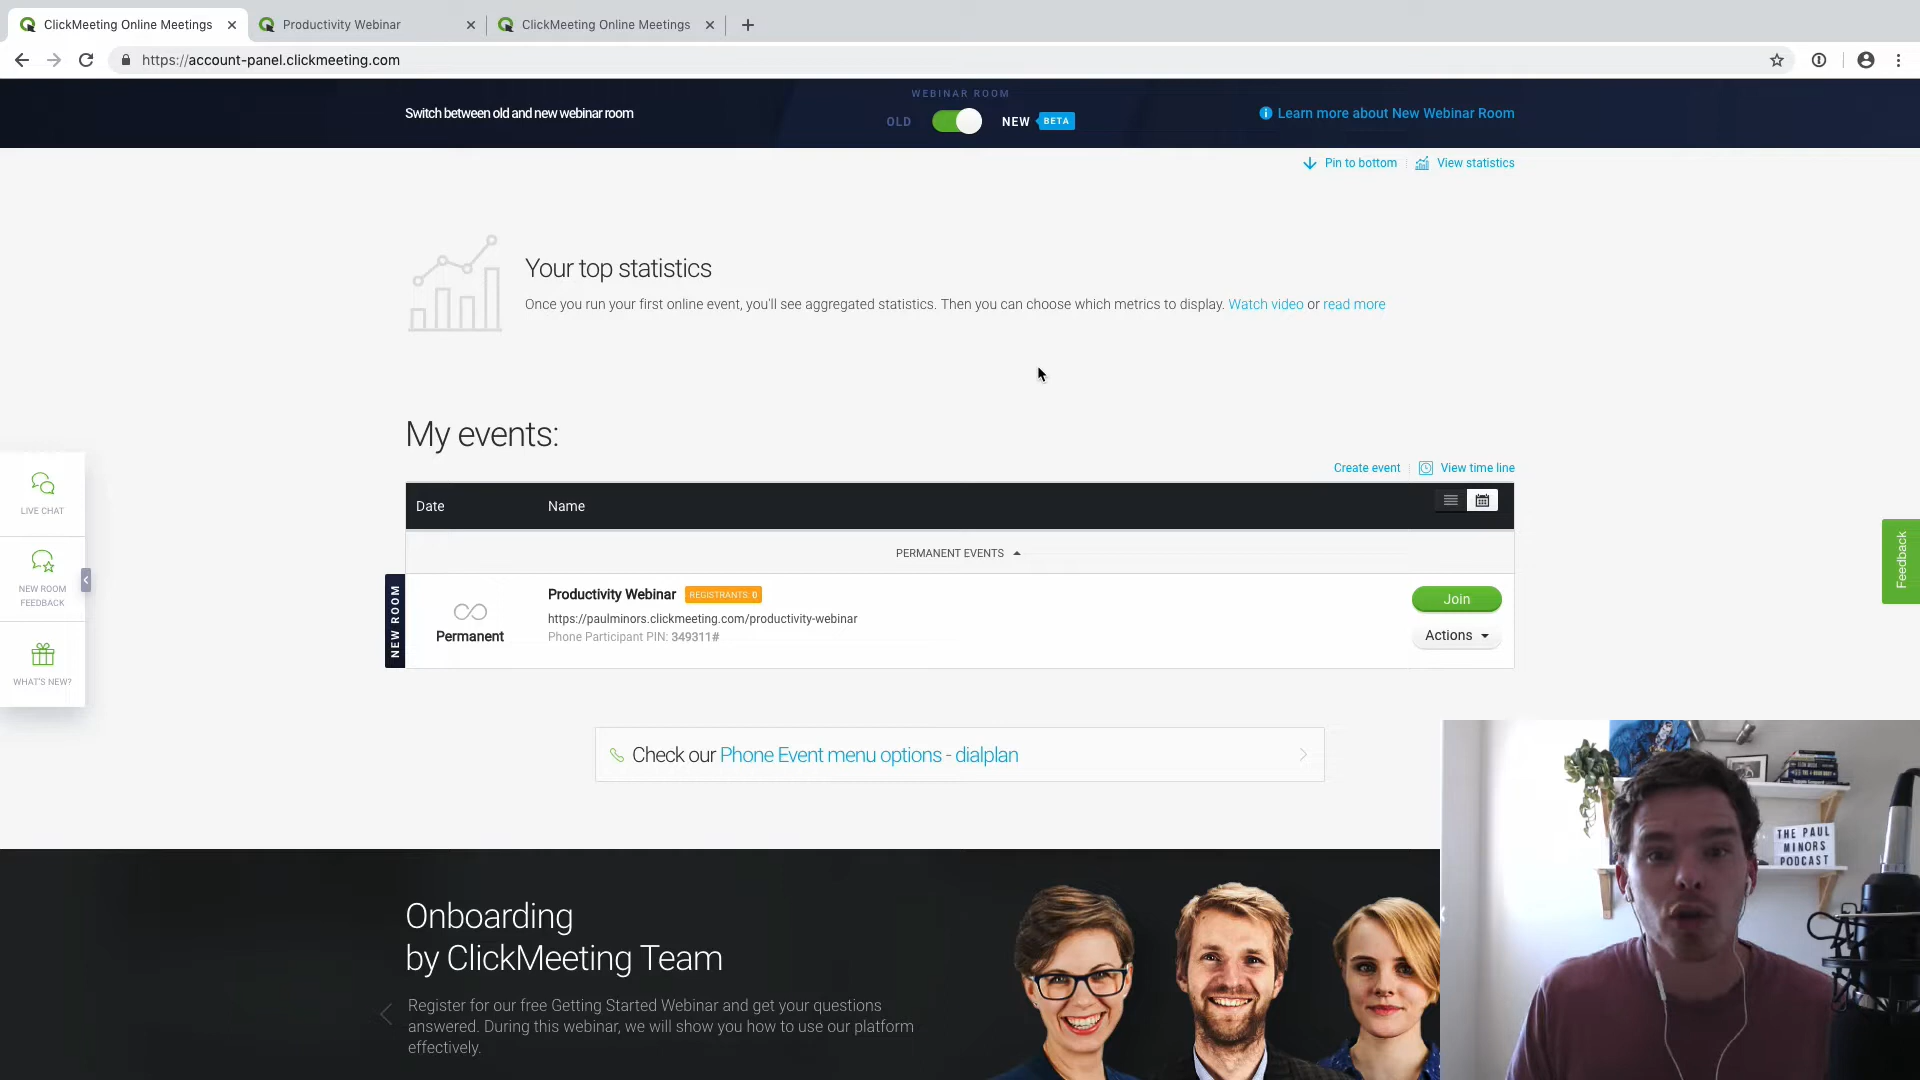 ClickMeeting Online Meetings
Productivity Webinar
ClickMeeting Online Meetings
https://account-panel.clickmeeting.com
Switch between old and new webinar room
WEBINAR ROOM
OLD
NEW
BETA
Learn more about New Webinar Room
Pin to bottom
View statistics
Your top statistics
Once you run your first online event, you'll see aggregated statistics. Then you can choose which metrics to display. Watch video or read more
My events:
Create event
View time line
Date
Name
PERMANENT EVENTS
NEW ROOM
Permanent
Productivity Webinar
REGISTRANTS: 0
https://paulminors.clickmeeting.com/productivity-webinar
Phone Participant PIN: 349311#
Join
Actions
LIVE CHAT
NEW ROOM
FEEDBACK
WHAT'S NEW?
Feedback
Check our Phone Event menu options - dialplan
Onboarding
by ClickMeeting Team
Register for our free Getting Started Webinar and get your questions
answered. During this webinar, we will show you how to use our platform
effectively.
THE PAUL
MINORS
PODCAST